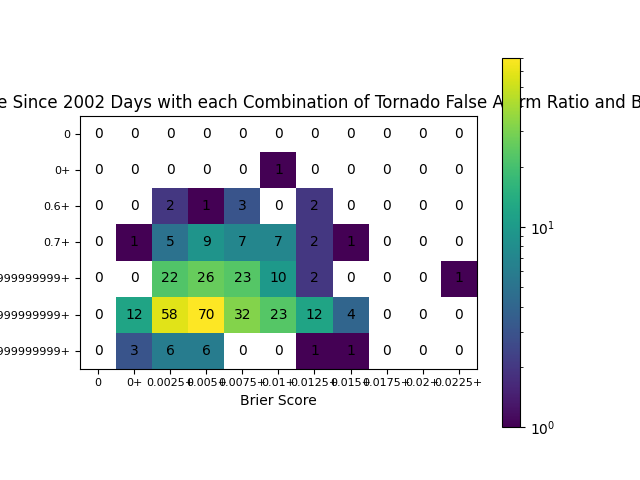 e Since 2002 Days with each Combination of Tornado False A rm Ratio and B
0 0 0 0 0 0 0 0 0 0 0 0
0+ 0 0 0 0 0 1 0 0 0 0 0
0.6+ 0 0 2 1 3 0 2 0 0 0 0
0.7+ 0 1 5 9 7 7 2 1 0 0 0
999999999+ 0 0 22 26 23 10 2 0 0 0 1
999999999+ 0 12 58 70 32 23 12 4 0 0 0
999999999+ 0 3 6 6 0 0 1 1 0 0 0
0 0+ 0.0025+ 0.005+ 0.0075+ 0.01+ 0.0125+ 0.015+ 0.0175+ 0.02+ 0.0225+
Brier Score
10^1
10^0